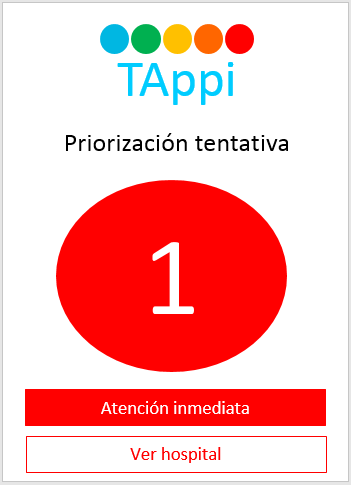 TAppi
Priorización tentativa
1
Atención inmediata
Ver hospital